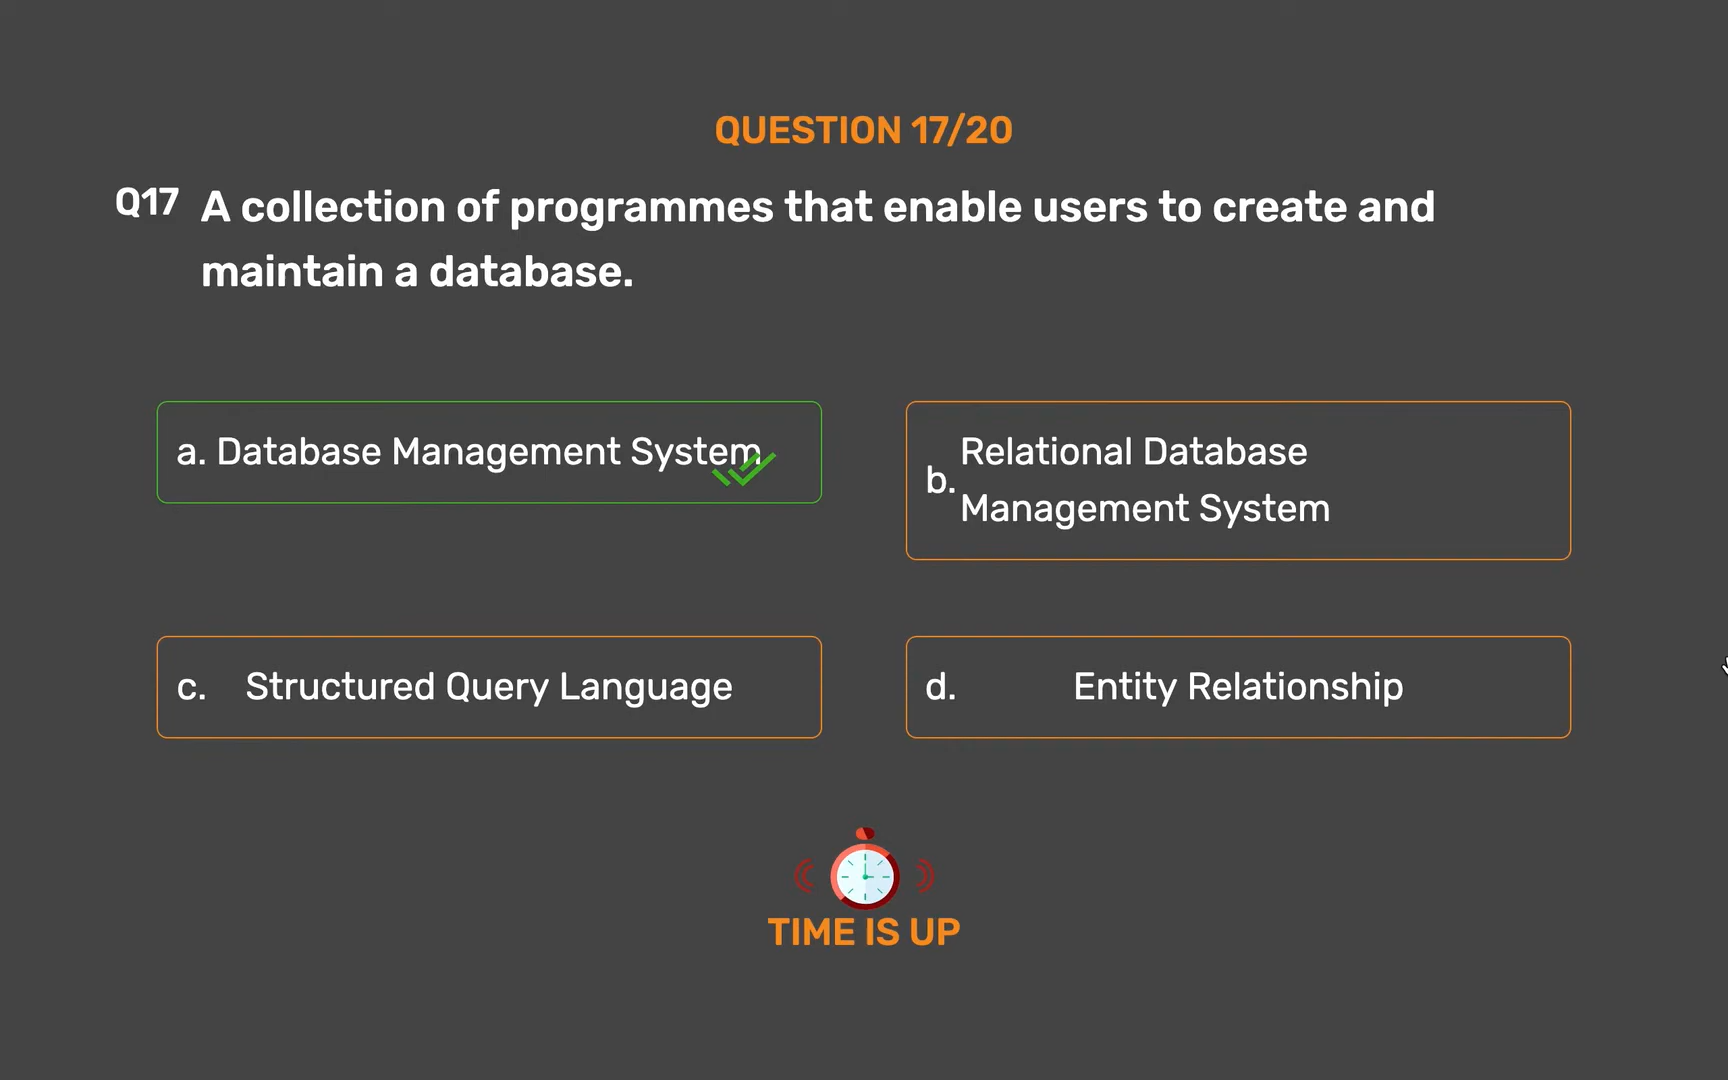 QUESTION 17/20
Q17 A collection of programmes that enable users to create and
maintain a database.
a. Database Management System
b. Relational Database
Management System
c. Structured Query Language
d. Entity Relationship
TIME IS UP